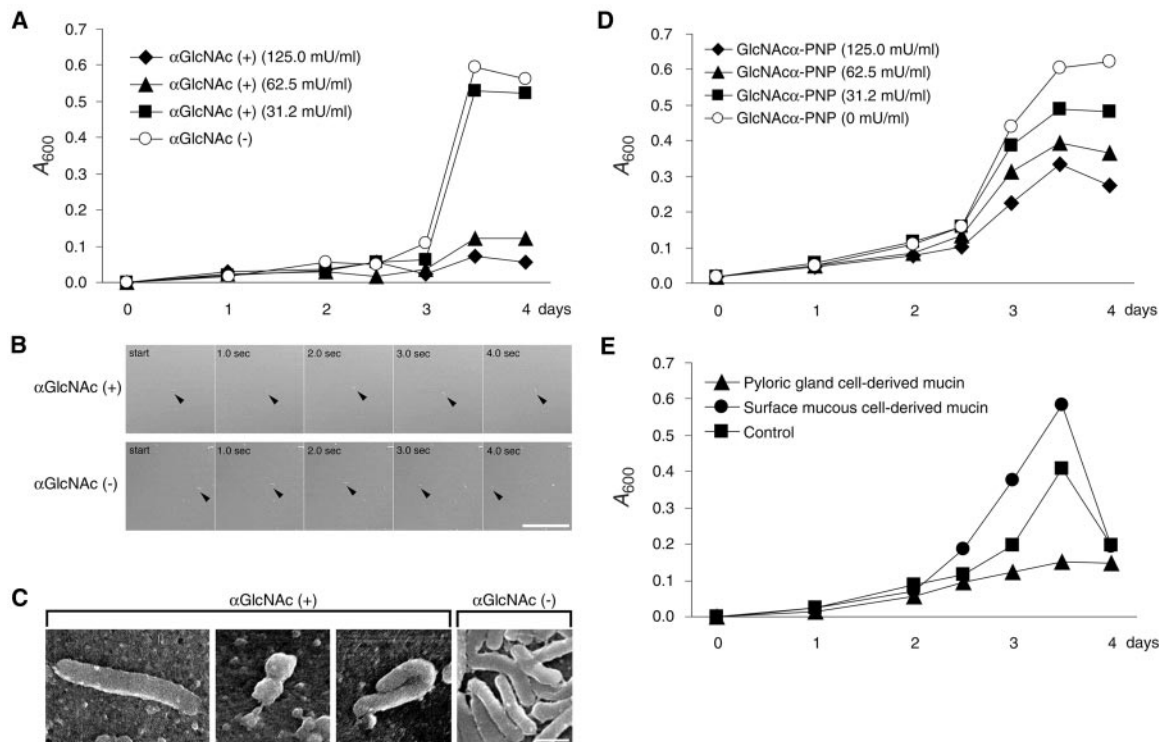 A
0.7
0.6
0.5
0.4
0.3
0.2
0.1
0.0
A600
αGlcNAc (+) (125.0 mU/ml)
αGlcNAc (+) (62.5 mU/ml)
αGlcNAc (+) (31.2 mU/ml)
αGlcNAc (-)
0 1 2 3 4 days
B
αGlcNAc (+)
start 1.0 sec 2.0 sec 3.0 sec 4.0 sec
αGlcNAc (-)
start 1.0 sec 2.0 sec 3.0 sec 4.0 sec
C
αGlcNAc (+) αGlcNAc (-)
D
0.7
0.6
0.5
0.4
0.3
0.2
0.1
0.0
A600
GlcNAcα-PNP (125.0 mU/ml)
GlcNAcα-PNP (62.5 mU/ml)
GlcNAcα-PNP (31.2 mU/ml)
GlcNAcα-PNP (0 mU/ml)
0 1 2 3 4 days
E
0.7
0.6
0.5
0.4
0.3
0.2
0.1
0.0
A600
Pyloric gland cell-derived mucin
Surface mucous cell-derived mucin
Control
0 1 2 3 4 days